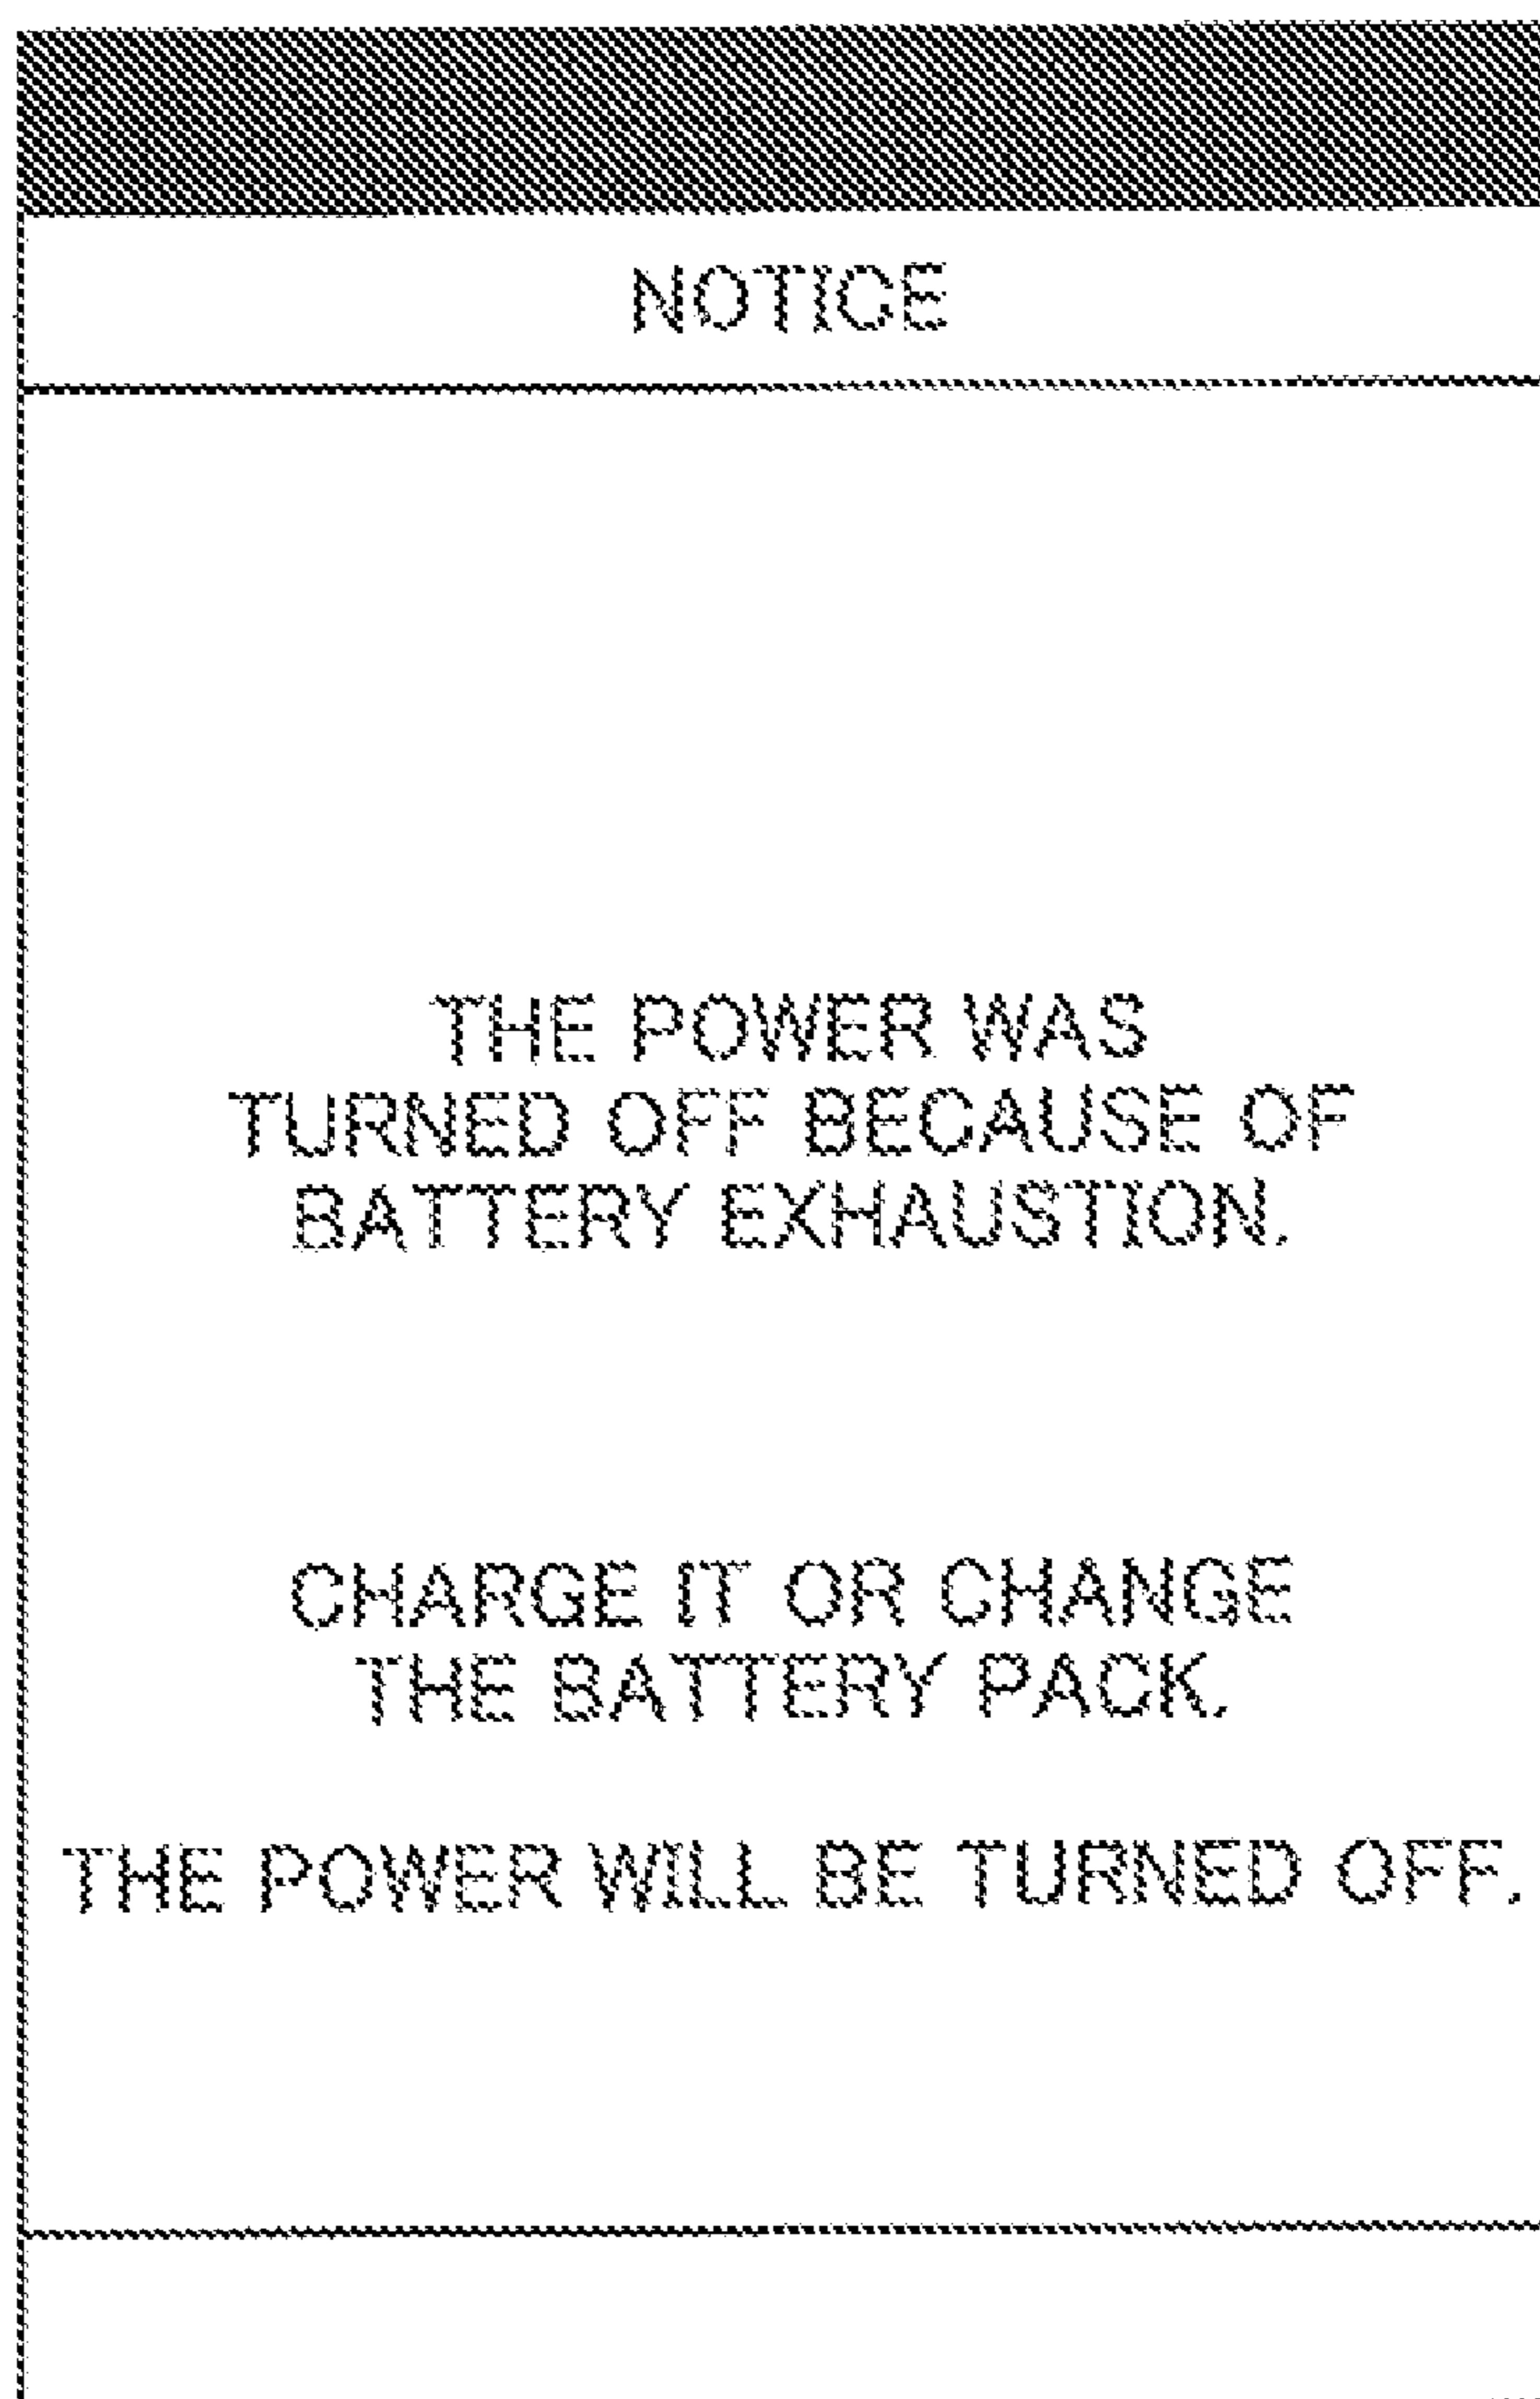 NOTICE
THE POWER WAS
TURNED OFF BECAUSE OF
BATTERY EXHAUSTION.
CHARGE IT OR CHANGE
THE BATTERY PACK.
THE POWER WILL BE TURNED OFF.